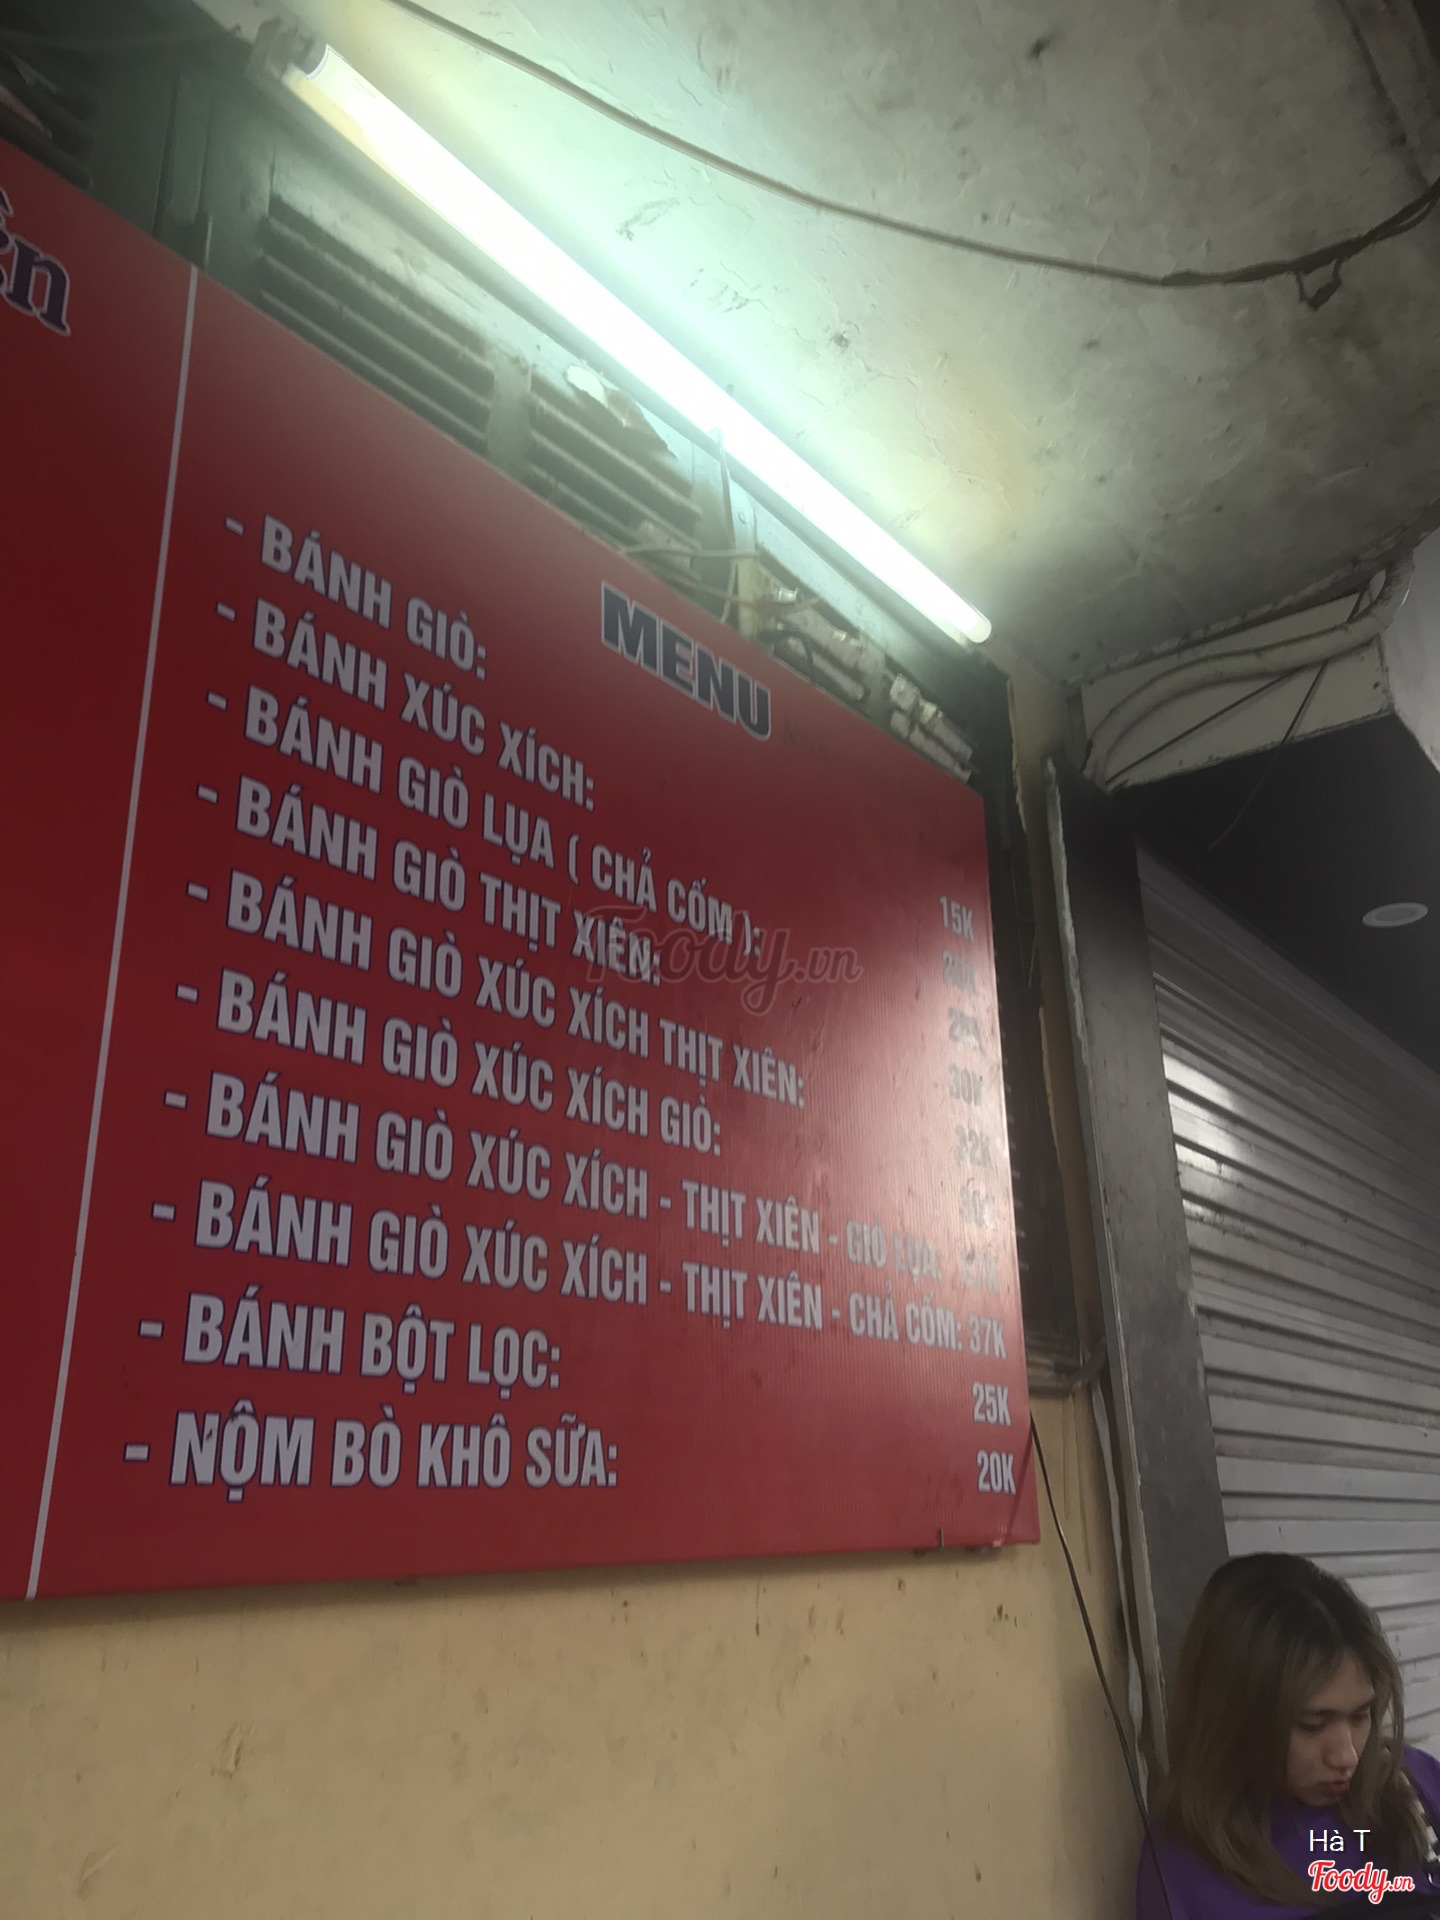 MENU
- BÁNH GIÒ: 15K
- BÁNH XÚC XÍCH:
- BÁNH GIÒ LỤA ( CHẢ CỐM ):
- BÁNH GIÒ THỊT XIÊN: 30K
- BÁNH GIÒ XÚC XÍCH THỊT XIÊN: 32K
- BÁNH GIÒ XÚC XÍCH GIÒ:
- BÁNH GIÒ XÚC XÍCH - THỊT XIÊN - GIÒ LỤA:
- BÁNH GIÒ XÚC XÍCH - THỊT XIÊN - CHẢ CỐM: 37K
- BÁNH BỘT LỌC: 25K
- NỘM BÒ KHÔ SỮA: 20K
Foody.vn
Hà T
Foody.vn